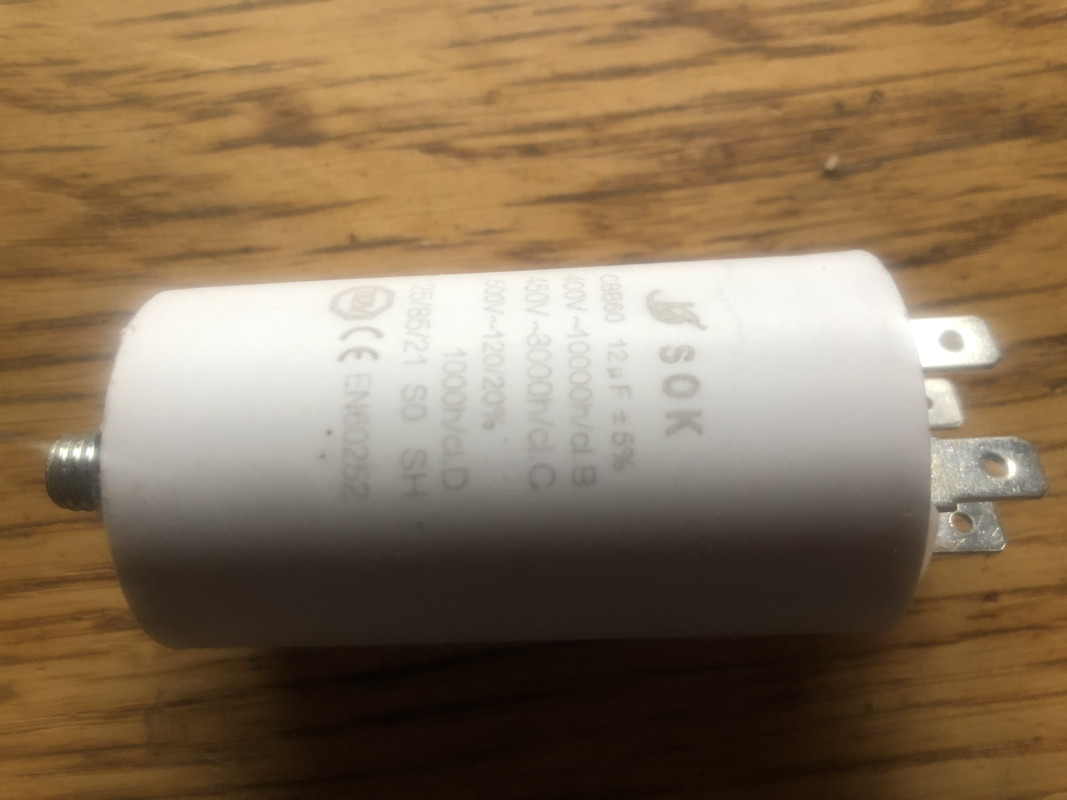 SOK
CBB60 12µF ±5%
400V~10000h/cl.B
450V~3000h/cl.C
500V~120/20%
1000h/cl.D
25/85/21 S0 SH
CE EN60252